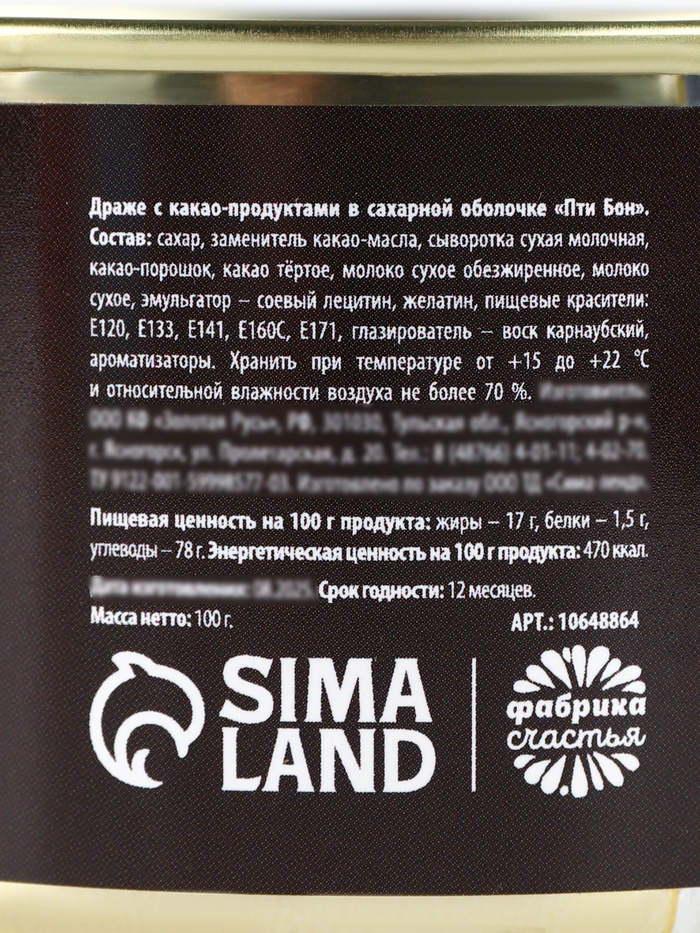 Драже с какао-продуктами в сахарной оболочке «Пти Бон».
Состав: сахар, заменитель какао-масла, сыворотка сухая молочная,
какао-порошок, какао тёртое, молоко сухое обезжиренное, молоко
сухое, эмульгатор – соевый лецитин, желатин, пищевые красители:
Е120, Е133, Е141, Е160С, Е171, глазирователь – воск карнаубский,
ароматизаторы. Хранить при температуре от +15 до +22 °С
и относительной влажности воздуха не более 70 %.
Пищевая ценность на 100 г продукта: жиры – 17 г, белки – 1,5 г,
углеводы – 78 г. Энергетическая ценность на 100 г продукта: 470 ккал.
Срок годности: 12 месяцев.
Масса нетто: 100 г.
АРТ.: 10648864
SIMA
LAND
фабрика
счастья